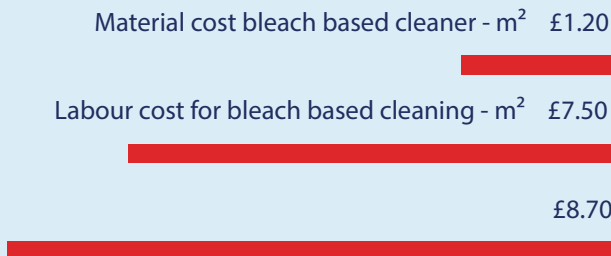 Material cost bleach based cleaner - m² £1.20
Labour cost for bleach based cleaning - m² £7.50
£8.70